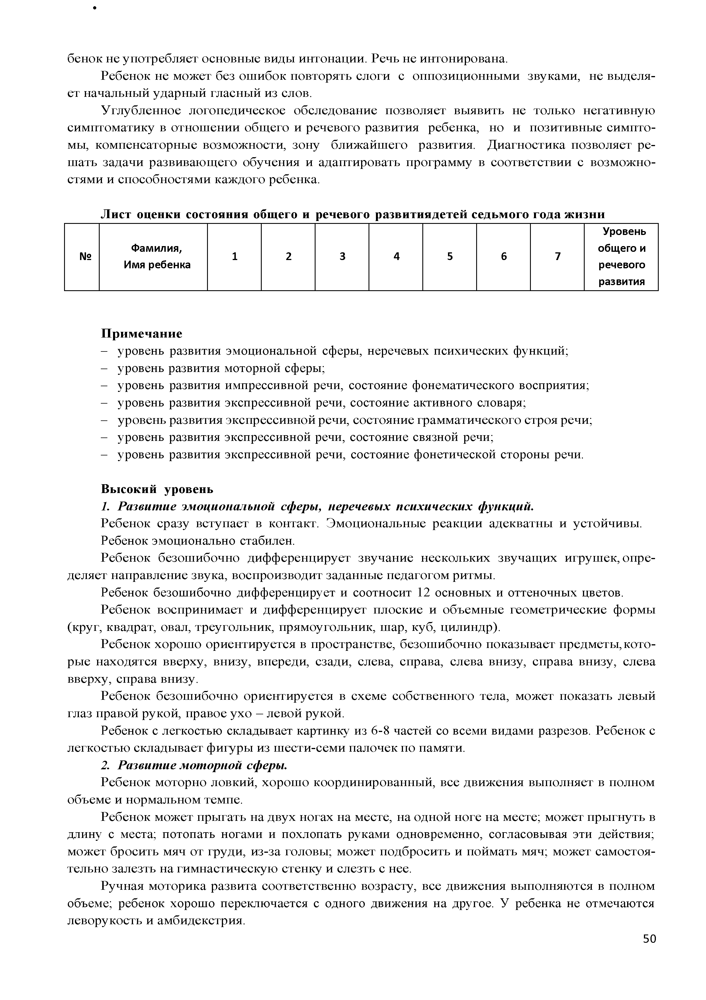 бенок не употребляет основные виды интонации. Речь не интонирована.
Ребенок не может без ошибок повторять слоги с оппозиционными звуками, не выделя-
ет начальный ударный гласный из слов.
Углубленное логопедическое обследование позволяет выявить не только негативную
симптоматику в отношении общего и речевого развития ребенка, но и позитивные симпто-
мы, компенсаторные возможности, зону ближайшего развития. Диагностика позволяет ре-
шать задачи развивающего обучения и адаптировать программу в соответствии с возможно-
стями и способностями каждого ребенка.
Лист оценки состояния общего и речевого развитиядетей седьмого года жизни
№
Фамилия,
Имя ребенка
1
2
3
4
5
6
7
Уровень
общего и
речевого
развития
Примечание
– уровень развития эмоциональной сферы, неречевых психических функций;
– уровень развития моторной сферы;
– уровень развития импрессивной речи, состояние фонематического восприятия;
– уровень развития экспрессивной речи, состояние активного словаря;
– уровень развития экспрессивной речи, состояние грамматического строя речи;
– уровень развития экспрессивной речи, состояние связной речи;
– уровень развития экспрессивной речи, состояние фонетической стороны речи.
Высокий уровень
1. Развитие эмоциональной сферы, неречевых психических функций.
Ребенок сразу вступает в контакт. Эмоциональные реакции адекватны и устойчивы.
Ребенок эмоционально стабилен.
Ребенок безошибочно дифференцирует звучание нескольких звучащих игрушек, опре-
деляет направление звука, воспроизводит заданные педагогом ритмы.
Ребенок безошибочно дифференцирует и соотносит 12 основных и оттеночных цветов.
Ребенок воспринимает и дифференцирует плоские и объемные геометрические формы
(круг, квадрат, овал, треугольник, прямоугольник, шар, куб, цилиндр).
Ребенок хорошо ориентируется в пространстве, безошибочно показывает предметы, кото-
рые находятся вверху, внизу, впереди, сзади, слева, справа, слева внизу, справа внизу, слева
вверху, справа внизу.
Ребенок безошибочно ориентируется в схеме собственного тела, может показать левый
глаз правой рукой, правое ухо – левой рукой.
Ребенок с легкостью складывает картинку из 6-8 частей со всеми видами разрезов. Ребенок с
легкостью складывает фигуры из шести-семи палочек по памяти.
2. Развитие моторной сферы.
Ребенок моторно ловкий, хорошо координированный, все движения выполняет в полном
объеме и нормальном темпе.
Ребенок может прыгать на двух ногах на месте, на одной ноге на месте; может прыгнуть в
длину с места; потопать ногами и похлопать руками одновременно, согласовывая эти действия;
может бросить мяч от груди, из-за головы; может подбросить и поймать мяч; может самостоя-
тельно залезть на гимнастическую стенку и слезть с нее.
Ручная моторика развита соответственно возрасту, все движения выполняются в полном
объеме; ребенок хорошо переключается с одного движения на другое. У ребенка не отмечаются
леворукость и амбидекстрия.
50